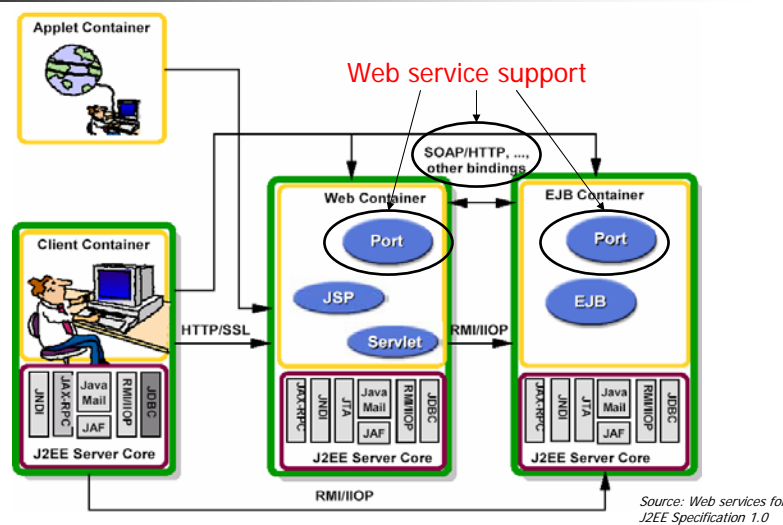 Applet Container
Web service support
SOAP/HTTP, ...,
other bindings
Web Container
EJB Container
Client Container
Port
Port
JSP
EJB
HTTP/SSL
Servlet
RMI/IIOP
JNDI
JAX-RPC
Java
Mail
JAF
RMI/IIOP
JDBC
J2EE Server Core
JAX-RPC
JNDI
JTA
Java
Mail
JAF
RMI/IIOP
JDBC
J2EE Server Core
JAX-RPC
JNDI
JTA
Java
Mail
JAF
RMI/IIOP
JDBC
J2EE Server Core
RMI/IIOP
Source: Web services for
J2EE Specification 1.0